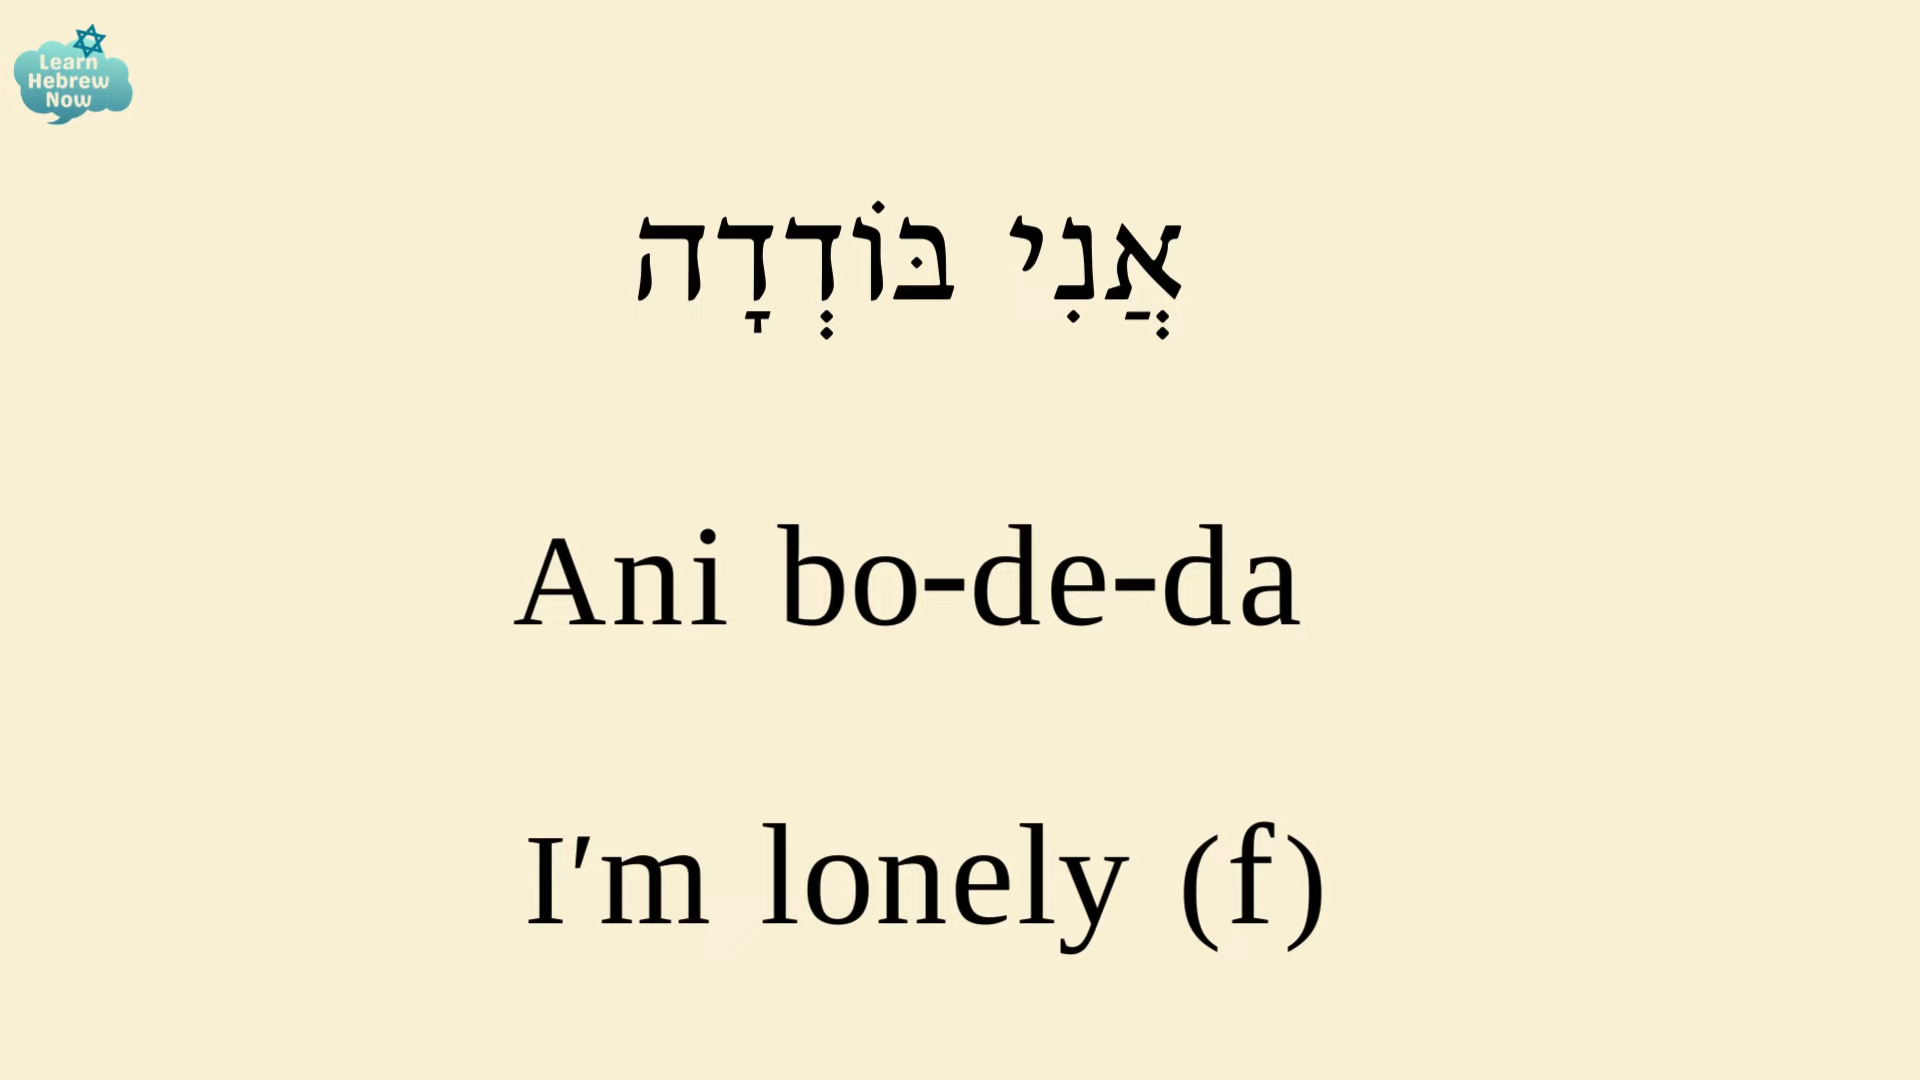 Learn
Hebrew
Now
אֲנִי בּוֹדְדָה
Ani bo-de-da
I'm lonely (f)